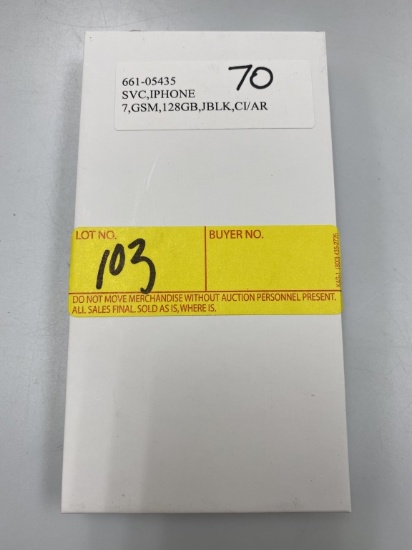 661-05435 70
SVC,IPHONE
7,GSM,128GB,JBLK,CI/AR
LOT NO. BUYER NO.
103
DO NOT MOVE MERCHANDISE WITHOUT AUCTION PERSONNEL PRESENT.
ALL SALES FINAL. SOLD AS IS, WHERE IS.